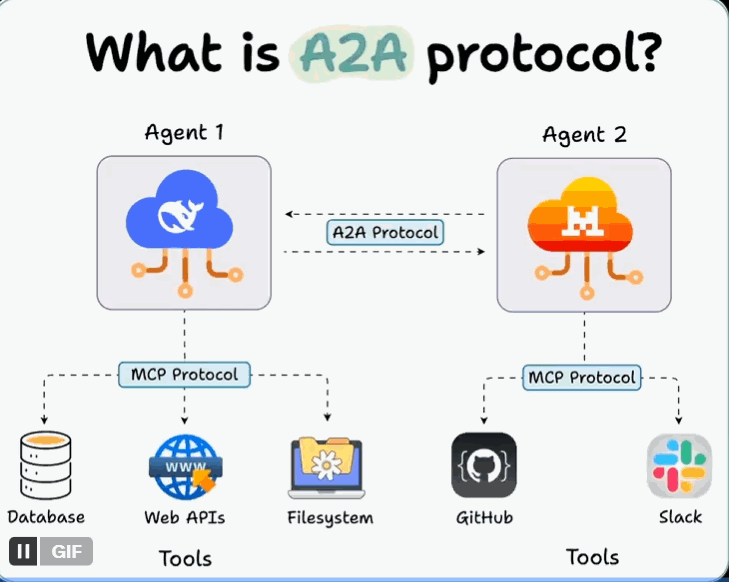 What is A2A protocol?
Agent 1
Agent 2
A2A Protocol
M
MCP Protocol
MCP Protocol
WWW
Database
Web APIs
Filesystem
GitHub
Slack
GIF
Tools
Tools